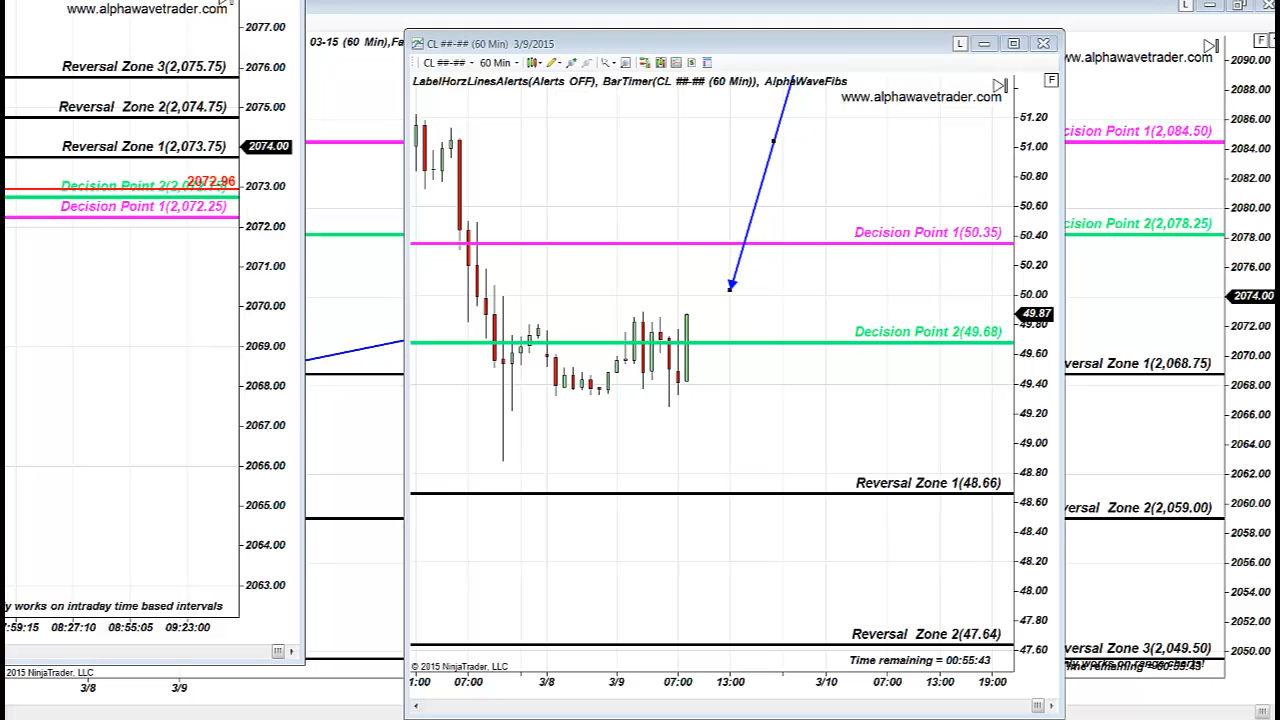 www.alphawavetrader.com
Reversal Zone 3(2,075.75)
Reversal Zone 2(2,074.75)
Reversal Zone 1(2,073.75)
2072.96
Decision Point 1(2,072.25)
2077.00
2076.00
2075.00
2074.00
2073.00
2072.00
2071.00
2070.00
2069.00
2068.00
2067.00
2066.00
2065.00
2064.00
2063.00
y works on intraday time based intervals
:59:15 08:27:10 08:55:05 09:23:00
2015 NinjaTrader, LLC
3/8 3/9
03-15 (60 Min),Fa
CL ##-## (60 Min) 3/9/2015
L
CL ##-## 60 Min
LabelHorzLinesAlerts(Alerts OFF), BarTimer(CL ##-## (60 Min)), AlphaWaveFibs
F
www.alphawavetrader.com
Decision Point 1(50.35)
Decision Point 2(49.68)
Reversal Zone 1(48.66)
Reversal Zone 2(47.64)
Time remaining = 00:55:43
© 2015 NinjaTrader, LLC
51.20
51.00
50.80
50.60
50.40
50.20
50.00
49.87
49.80
49.60
49.40
49.20
49.00
48.80
48.60
48.40
48.20
48.00
47.80
47.60
1:00 07:00 3/8 3/9 07:00 13:00 3/10 07:00 13:00 19:00
L
F
ww.alphawavetrader.com
cision Point 1(2,084.50)
cision Point 2(2,078.25)
versal Zone 1(2,068.75)
versal Zone 2(2,059.00)
versal Zone 3(2,049.50)
2090.00
2088.00
2086.00
2084.00
2082.00
2080.00
2078.00
2076.00
2074.00
2072.00
2070.00
2068.00
2066.00
2064.00
2062.00
2060.00
2058.00
2056.00
2054.00
2052.00
2050.00